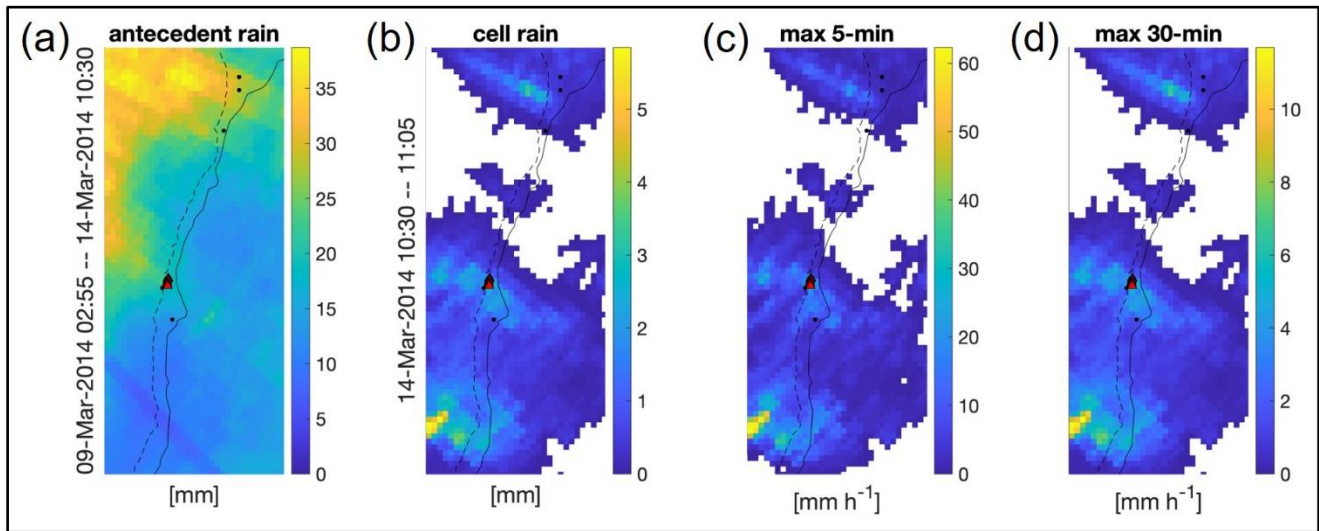 (a) antecedent rain
09-Mar-2014 02:55 -- 14-Mar-2014 10:30
35
30
25
20
15
10
5
0
[mm]
(b) cell rain
14-Mar-2014 10:30 -- 11:05
5
4
3
2
1
0
[mm]
(c) max 5-min
60
50
40
30
20
10
0
[mm h⁻¹]
(d) max 30-min
10
8
6
4
2
0
[mm h⁻¹]